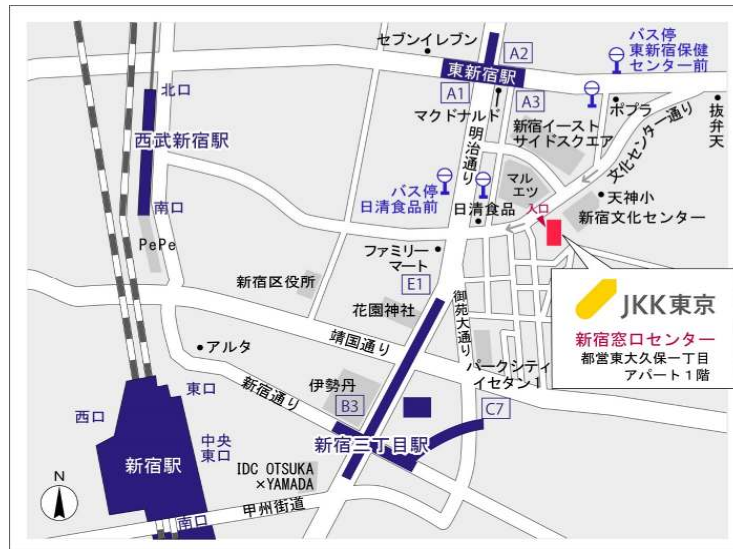 セブンイレブン
A2
バス停
東新宿保健
センター前
東新宿駅
北口
A1
A3
マクドナルド
ポプラ
抜弁天
西武新宿駅
明治通り
新宿イースト
サイドスクエア
文化センター通り
バス停
日清食品前
マル
エツ
天神小
南口
日清食品
入口
新宿文化センター
PePe
ファミリー
マート
新宿区役所
E1
花園神社
御苑大通り
JKK東京
新宿窓口センター
都営東大久保一丁目
アパート1階
靖国通り
アルタ
パークシティ
イセタン1
伊勢丹
新宿通り
東口
B3
C7
西口
中央
東口
新宿三丁目駅
新宿駅
IDC OTSUKA
×YAMADA
N
甲州街道
南口